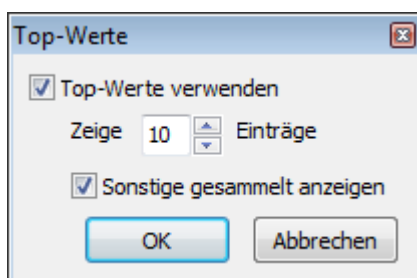 Top-Werte
Top-Werte verwenden
Zeige 10 Einträge
Sonstige gesammelt anzeigen
OK Abbrechen